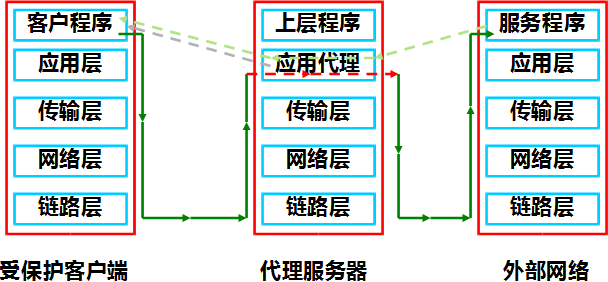 客户程序
应用层
传输层
网络层
链路层
受保护客户端
上层程序
应用代理
传输层
网络层
链路层
代理服务器
服务程序
应用层
传输层
网络层
链路层
外部网络